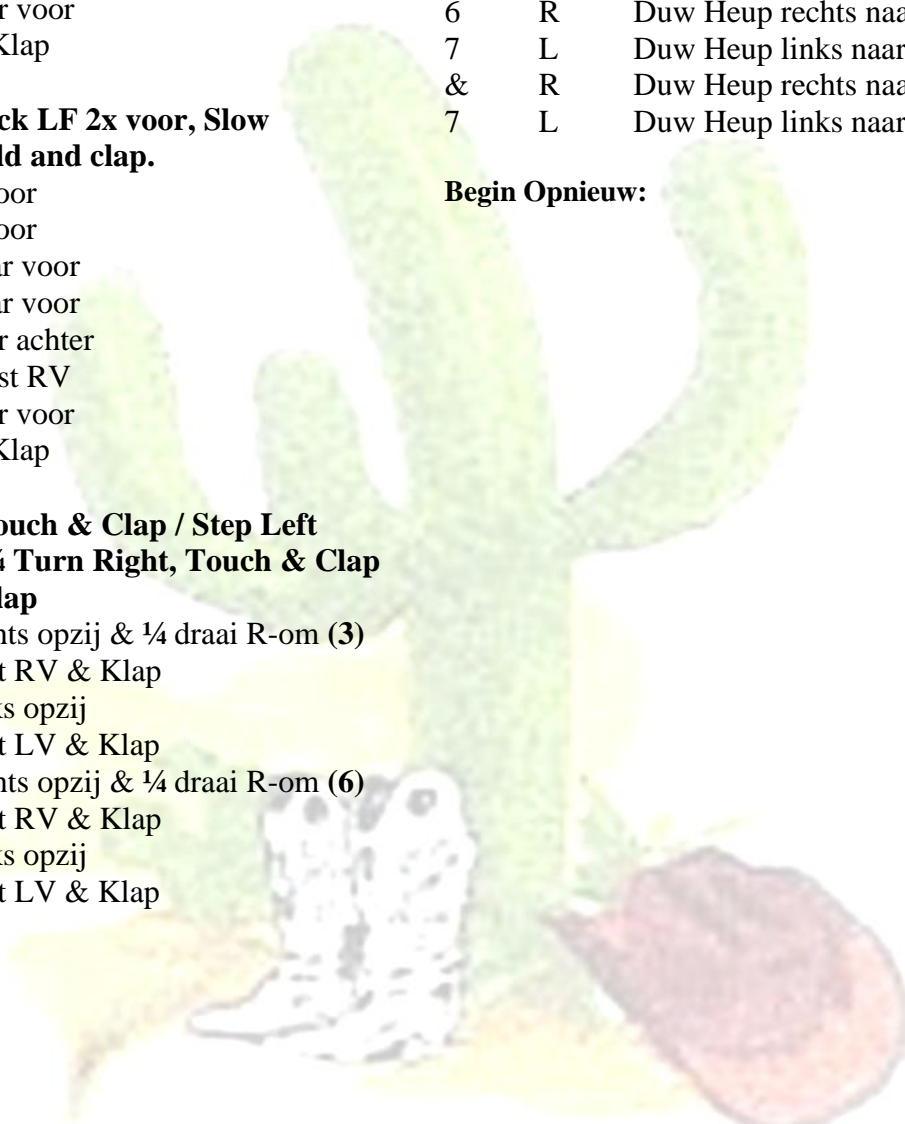 r voor
Klap
ck LF 2x voor, Slow
ld and clap.
oor
oor
ar voor
ar voor
r achter
st RV
r voor
Klap
ouch & Clap / Step Left
¼ Turn Right, Touch & Clap
lap
nts opzij & ¼ draai R-om (3)
t RV & Klap
ks opzij
t LV & Klap
nts opzij & ¼ draai R-om (6)
t RV & Klap
ks opzij
t LV & Klap
6 R Duw Heup rechts naa
7 L Duw Heup links naar
& R Duw Heup rechts naa
7 L Duw Heup links naar
Begin Opnieuw: